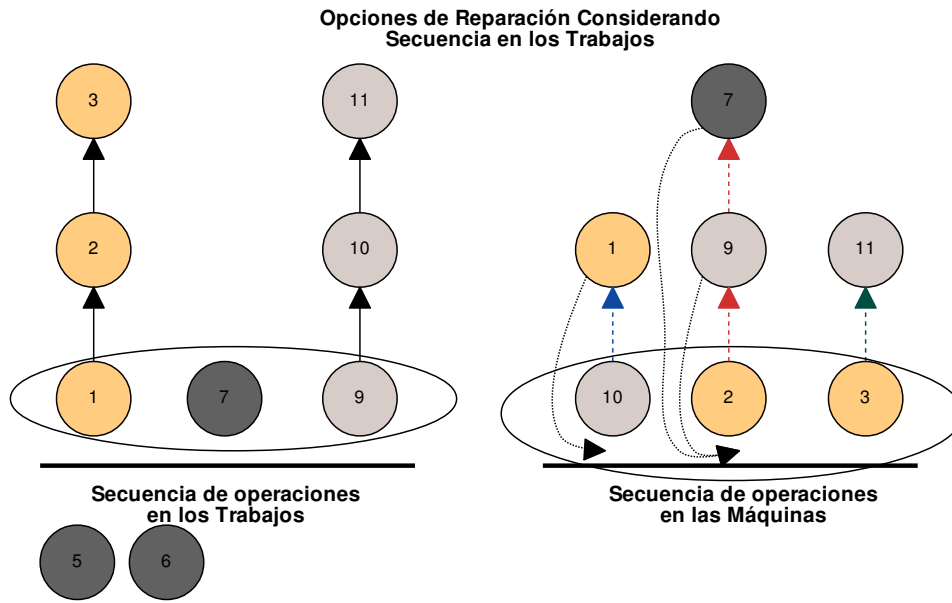 Opciones de Reparación Considerando
Secuencia en los Trabajos
3
11
7
2
10
1
9
11
1
7
9
10
2
3
Secuencia de operaciones
en los Trabajos
Secuencia de operaciones
en las Máquinas
5
6